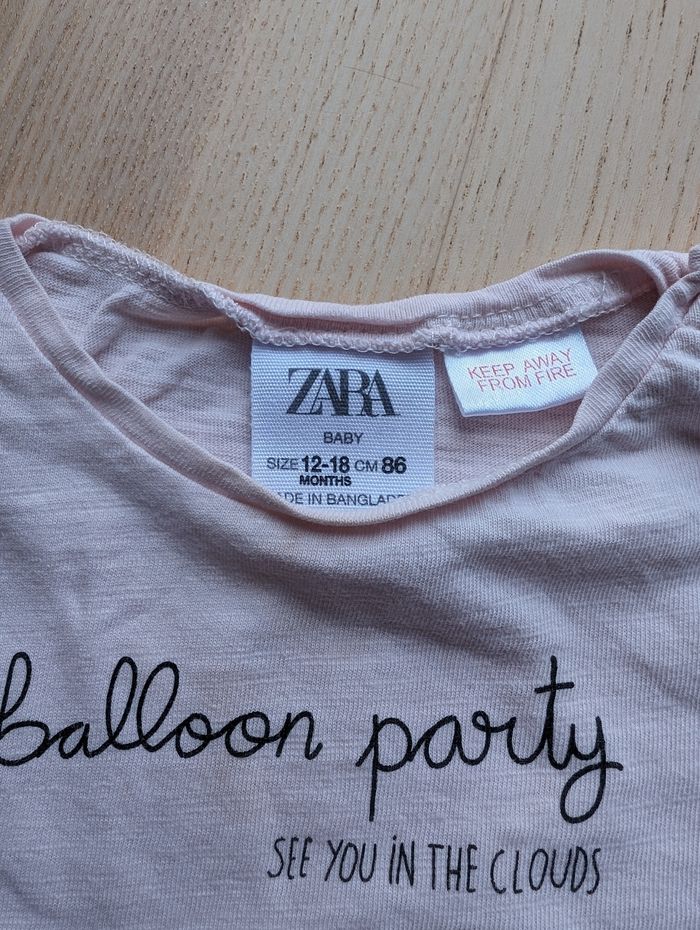 ZARA
KEEP AWAY
FROM FIRE
BABY
SIZE 12-18 CM 86
MONTHS
IN
balloon party
SEE YOU iN THE CLOUDS